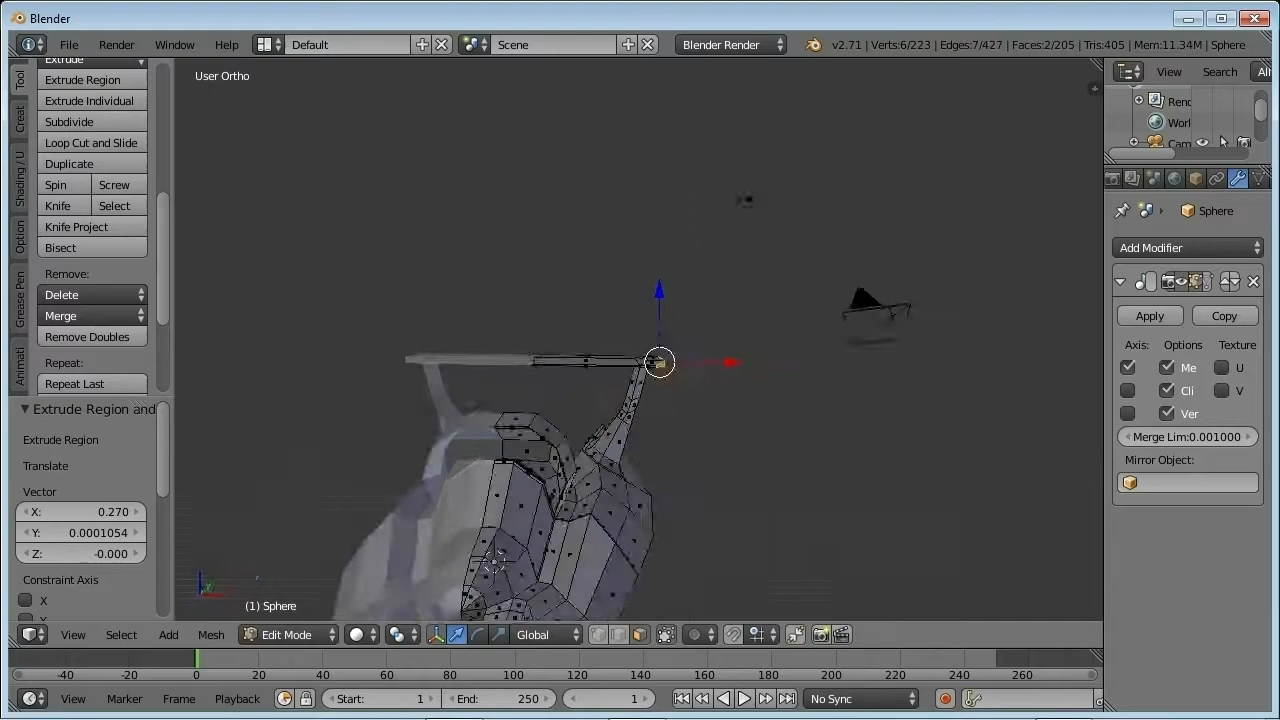 Blender
File Render Window Help Default Scene Blender Render v2.71 | Verts:6/223 | Edges:7/427 | Faces:2/205 | Tris:405 | Mem:11.34M | Sphere
Tool
Creat
Shading / U
Option
Grease Pen
Animati
Extrude
Extrude Region
Extrude Individual
Subdivide
Loop Cut and Slide
Duplicate
Spin Screw
Knife Select
Knife Project
Bisect
Remove:
Delete
Merge
Remove Doubles
Repeat:
Repeat Last
Extrude Region and
Extrude Region
Translate
Vector
X: 0.270
Y: 0.0001054
Z: -0.000
Constraint Axis
X
User Ortho
(1) Sphere
View Search Al
Rend
Worl
Cam
Sphere
Add Modifier
Apply Copy
Axis: Options Texture
Me U
Cli V
Ver
Merge Lim:0.001000
Mirror Object:
View Select Add Mesh Edit Mode Global
-40 -20 0 20 40 60 80 100 120 140 160 180 200 220 240 260
View Marker Frame Playback Start: 1 End: 250 1 No Sync